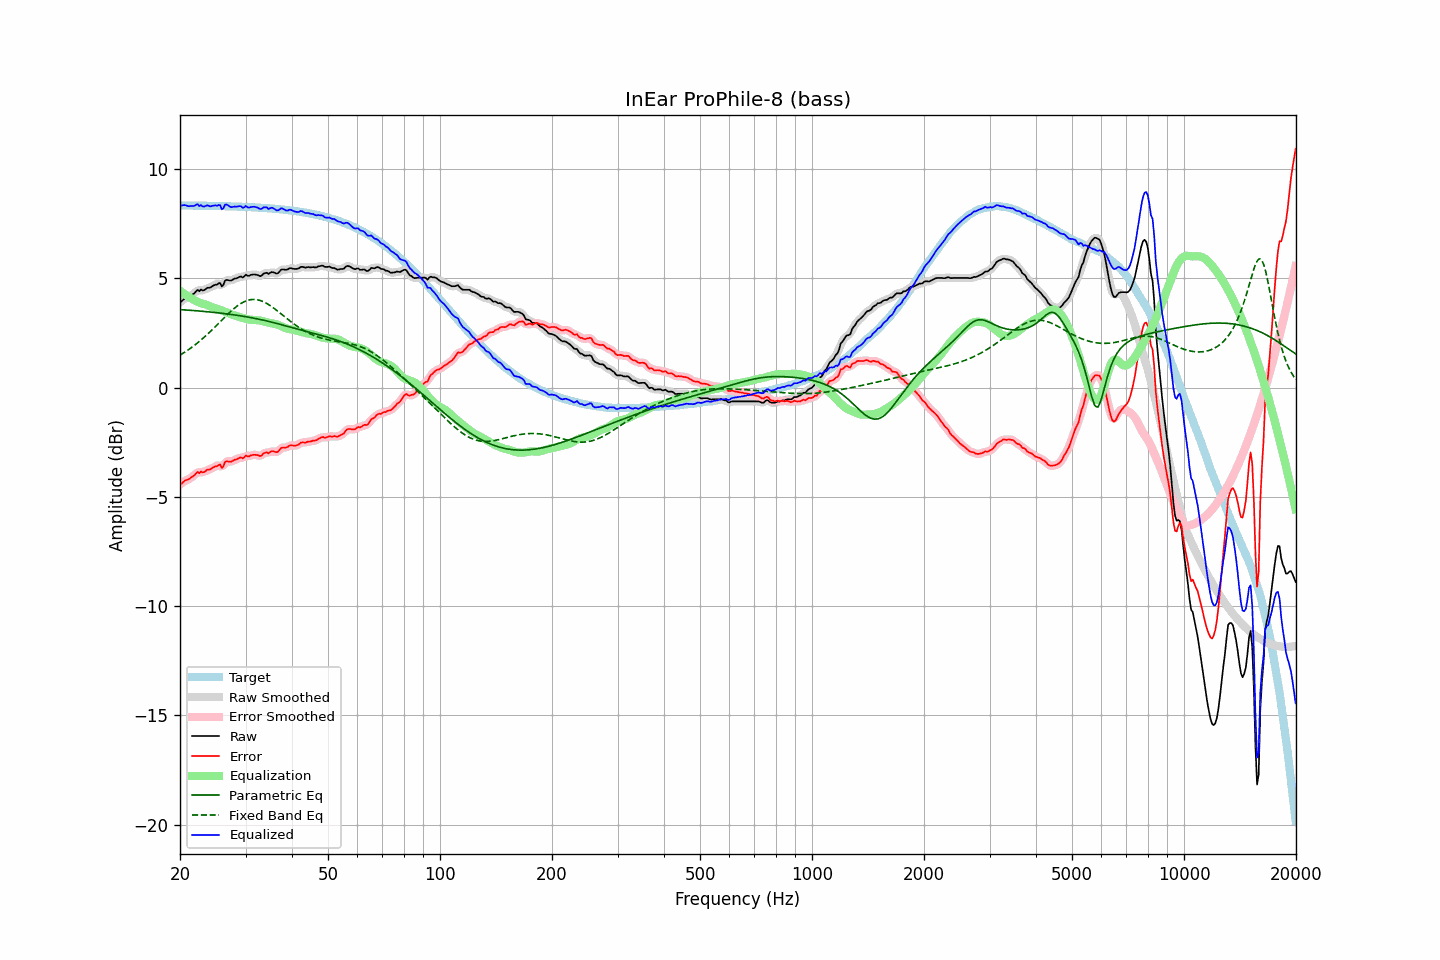 InEar ProPhile-8 (bass)
10
5
0
−5
−10
−15
−20
Amplitude (dBr)
Target
Raw Smoothed
Error Smoothed
Raw
Error
Equalization
Parametric Eq
Fixed Band Eq
Equalized
20 50 100 200 500 1000 2000 5000 10000 20000
Frequency (Hz)